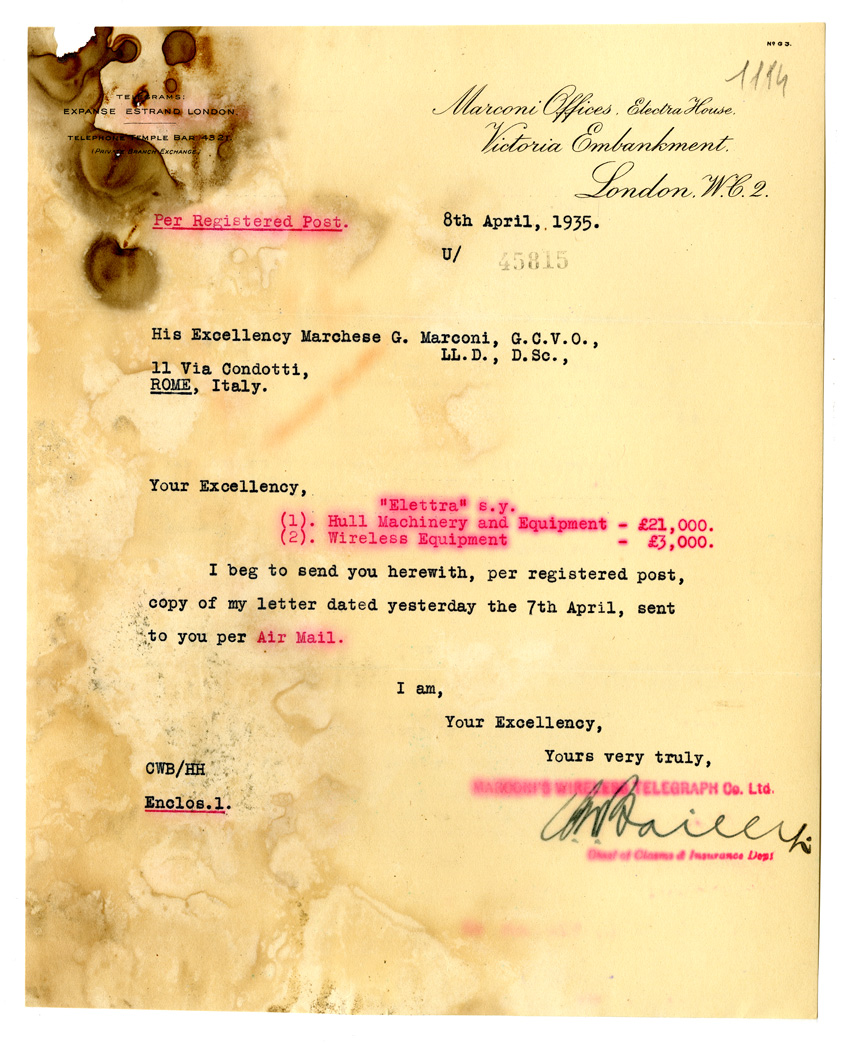 Nº G 3.
1114
TELEGRAMS:
EXPANSE ESTRAND LONDON.
TELEPHONE TEMPLE BAR 4321.
(PRIVATE BRANCH EXCHANGE)
Marconi Offices, Electra House.
Victoria Embankment.
London. W.C.2.
Per Registered Post.
8th April, 1935.
U/ 45815
His Excellency Marchese G. Marconi, G.C.V.O.,
LL.D., D.Sc.,
11 Via Condotti,
ROME, Italy.
Your Excellency,
"Elettra" s.y.
(1). Hull Machinery and Equipment - £21,000.
(2). Wireless Equipment - £3,000.
I beg to send you herewith, per registered post,
copy of my letter dated yesterday the 7th April, sent
to you per Air Mail.
I am,
Your Excellency,
Yours very truly,
CWB/HH
MARCONI'S WIRELESS TELEGRAPH Co. Ltd.
Enclos.1.
Chief of Claims & Insurance Dept